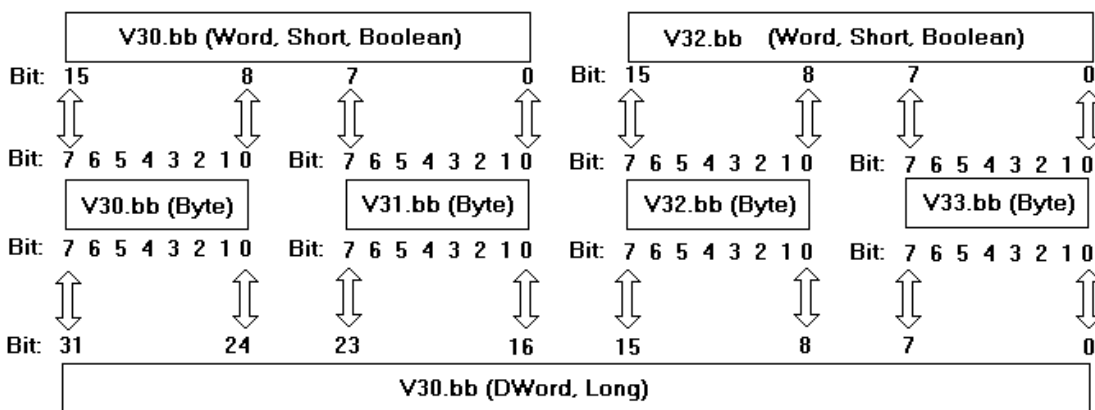 V30.bb (Word, Short, Boolean) V32.bb (Word, Short, Boolean)
Bit: 15 8 7 0 15 8 7 0
Bit: 7 6 5 4 3 2 1 0 Bit: 7 6 5 4 3 2 1 0 Bit: 7 6 5 4 3 2 1 0 Bit: 7 6 5 4 3 2 1 0
V30.bb (Byte) V31.bb (Byte) V32.bb (Byte) V33.bb (Byte)
Bit: 7 6 5 4 3 2 1 0 Bit: 7 6 5 4 3 2 1 0 Bit: 7 6 5 4 3 2 1 0 Bit: 7 6 5 4 3 2 1 0
Bit: 31 24 23 16 15 8 7 0
V30.bb (DWord, Long)